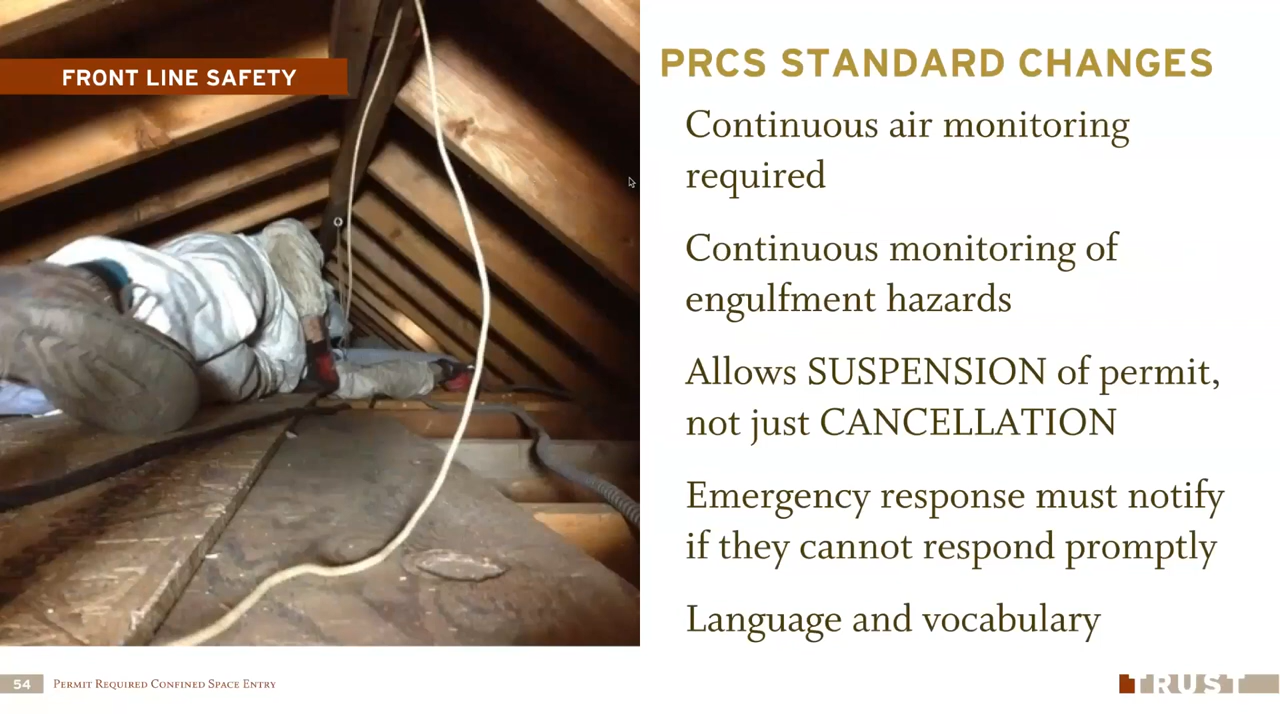 FRONT LINE SAFETY
PRCS STANDARD CHANGES
Continuous air monitoring
required
Continuous monitoring of
engulfment hazards
Allows SUSPENSION of permit,
not just CANCELLATION
Emergency response must notify
if they cannot respond promptly
Language and vocabulary
54 Permit Required Confined Space Entry
TRUST